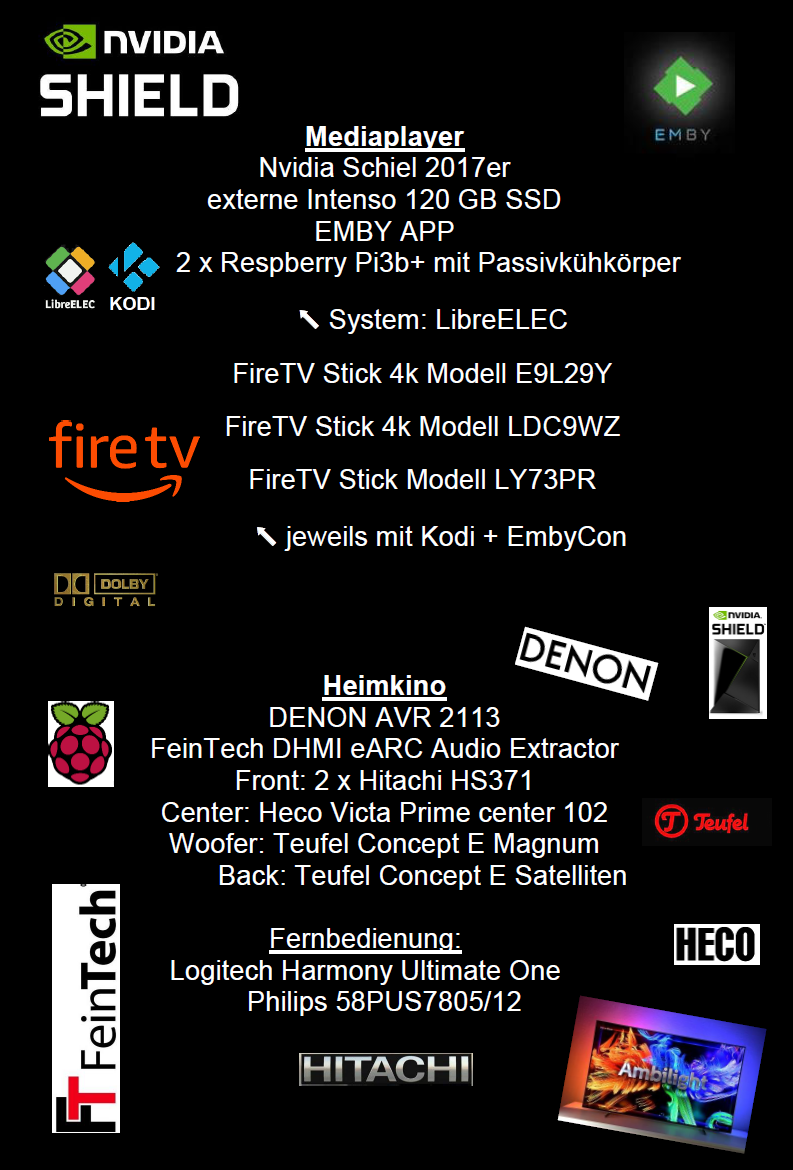 NVIDIA
SHIELD
EMBY
Mediaplayer
Nvidia Schiel 2017er
externe Intenso 120 GB SSD
EMBY APP
2 x Respberry Pi3b+ mit Passivkühkörper
LibreELEC
KODI
⬉ System: LibreELEC
FireTV Stick 4k Modell E9L29Y
fire tv
FireTV Stick 4k Modell LDC9WZ
FireTV Stick Modell LY73PR
⬉ jeweils mit Kodi + EmbyCon
DOLBY
DIGITAL
DENON
NVIDIA
SHIELD
Heimkino
DENON AVR 2113
FeinTech DHMI eARC Audio Extractor
Front: 2 x Hitachi HS371
Center: Heco Victa Prime center 102
Teufel
Woofer: Teufel Concept E Magnum
Back: Teufel Concept E Satelliten
FT FeinTech
HECO
Fernbedienung:
Logitech Harmony Ultimate One
Philips 58PUS7805/12
HITACHI
Ambilight